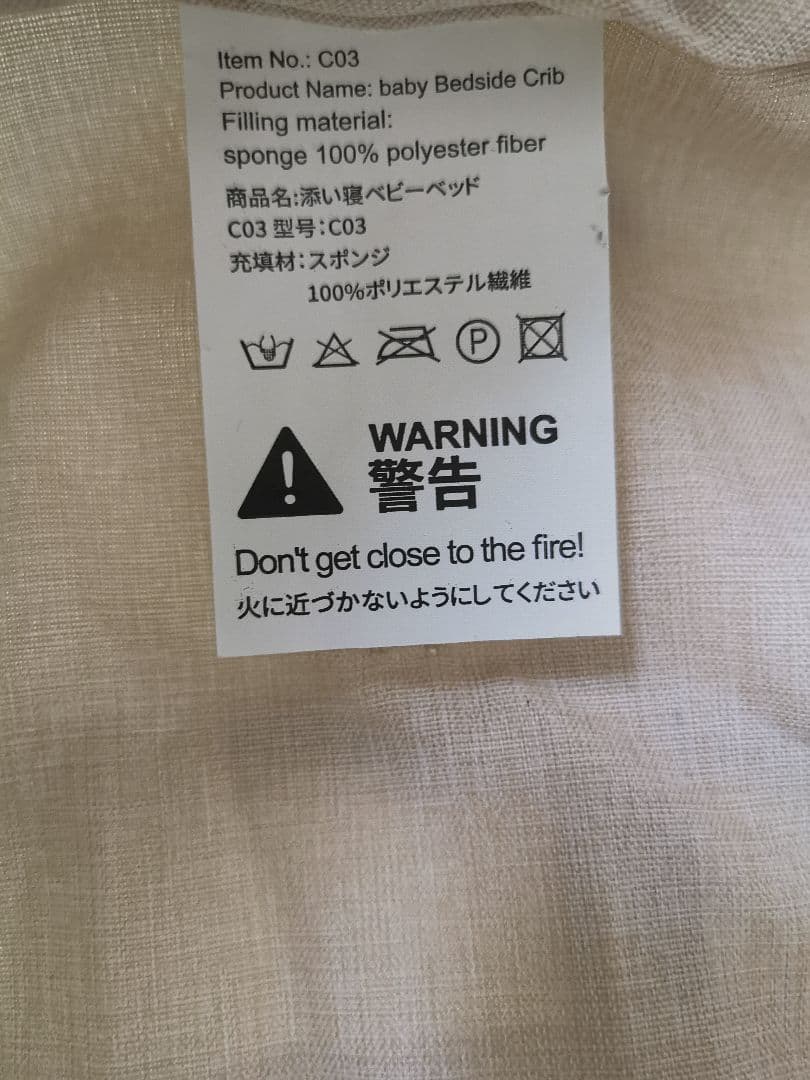 Item No.: C03
Product Name: baby Bedside Crib
Filling material:
sponge 100% polyester fiber
商品名:添い寝ベビーベッド
C03 型号:C03
充填材:スポンジ
100%ポリエステル繊維
P
WARNING
警告
Don't get close to the fire!
火に近づかないようにしてください